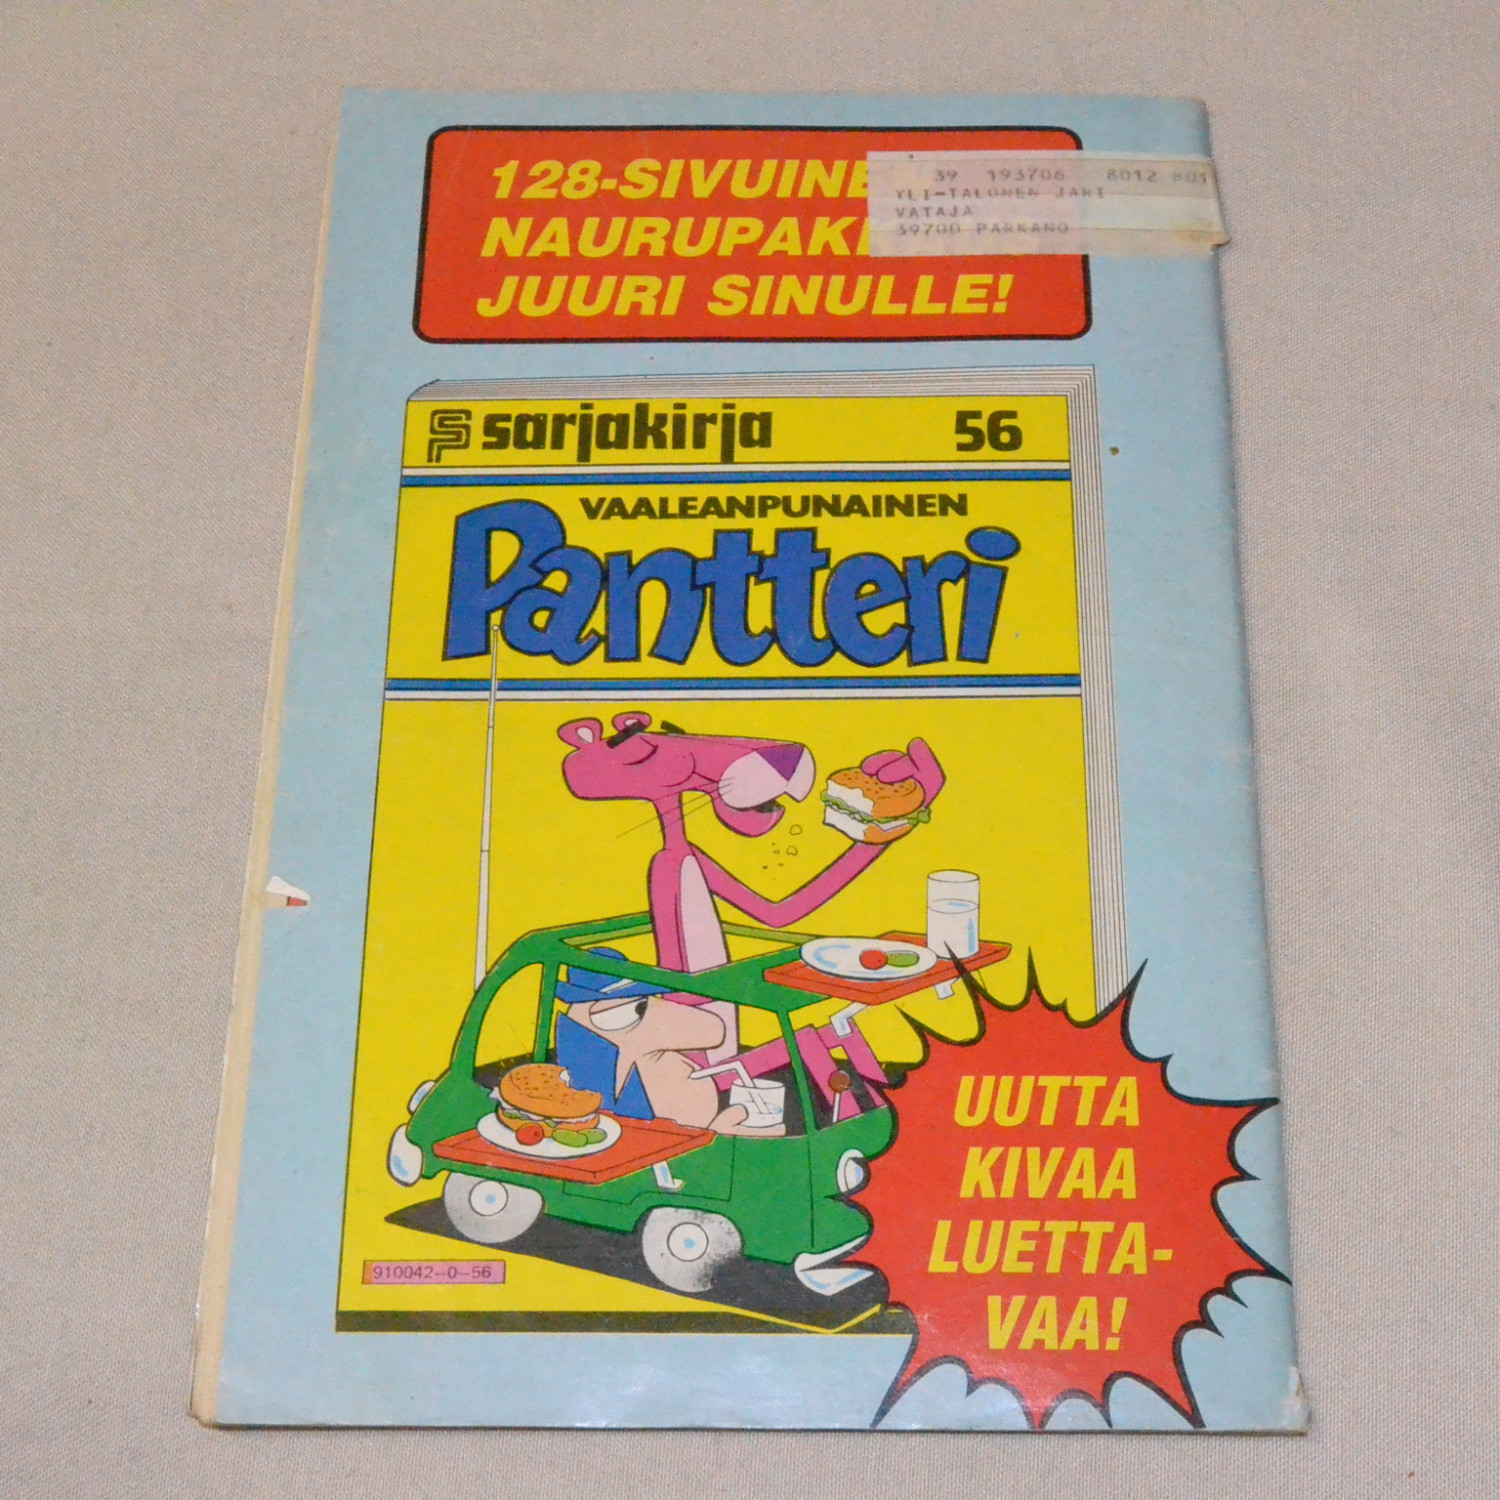 128-SIVUINE
NAURUPAK
JUURI SINULLE!
39 193706 8012 801
YLI-TALONEN JARI
VATAJA
39700 PARKANO
sarjakirja 56
VAALEANPUNAINEN
Pantteri
910042-0-56
UUTTA
KIVAA
LUETTA-
VAA!